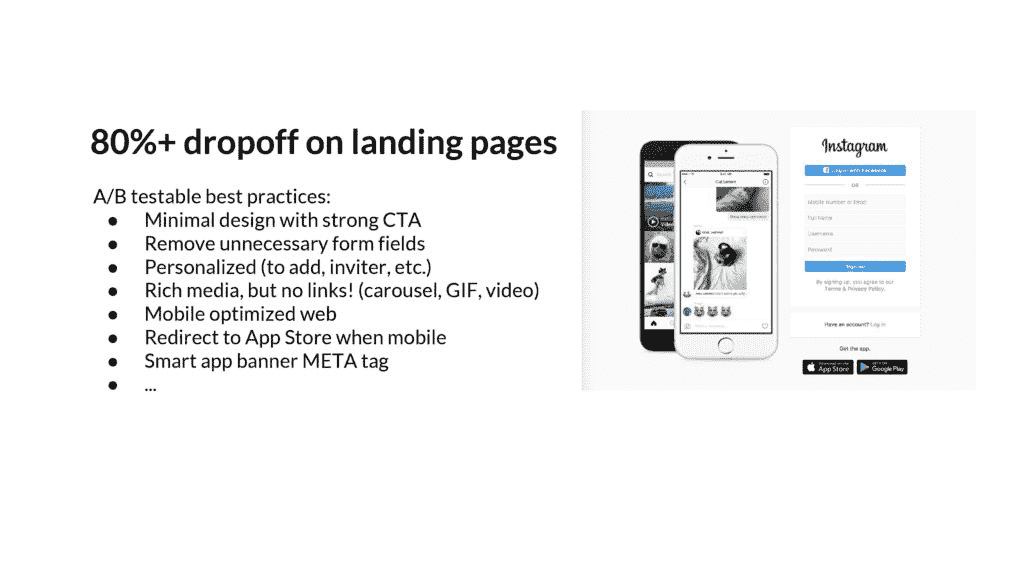 80%+ dropoff on landing pages
A/B testable best practices:
● Minimal design with strong CTA
● Remove unnecessary form fields
● Personalized (to add, inviter, etc.)
● Rich media, but no links! (carousel, GIF, video)
● Mobile optimized web
● Redirect to App Store when mobile
● Smart app banner META tag
● ...
Instagram
OR
Mobile Number or Email
Full Name
Username
Password
Sign up
By signing up, you agree to our
Terms & Privacy Policy.
Have an account? Log in
Get the app.
App Store
Google Play